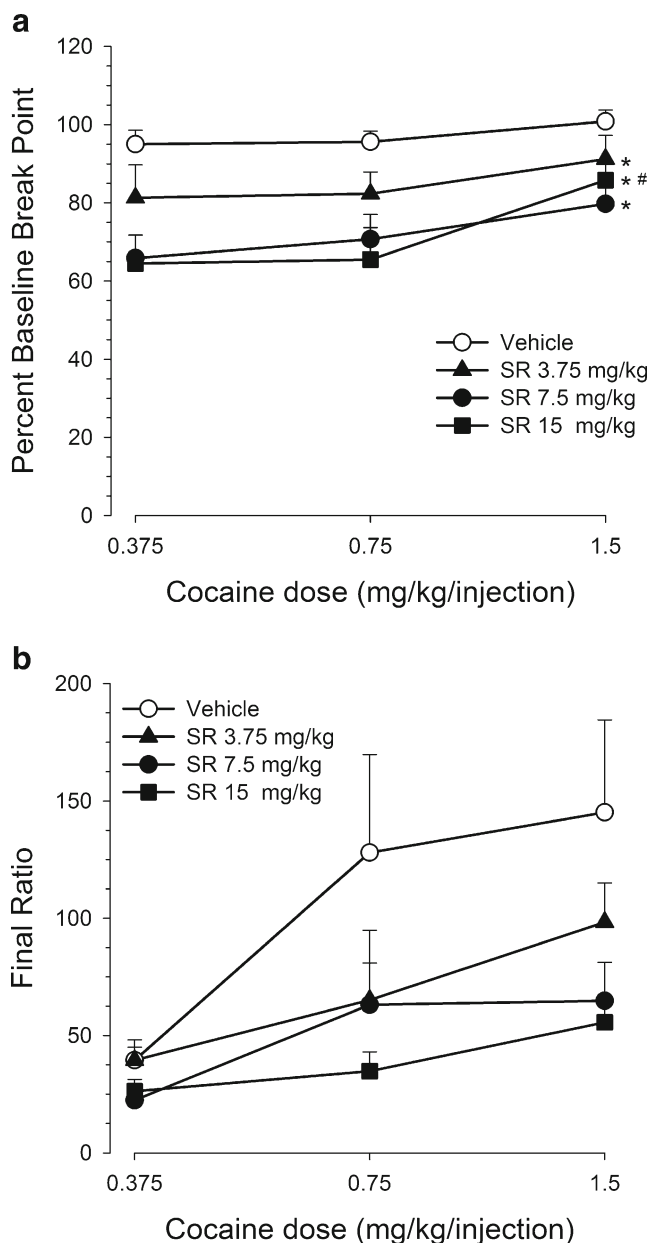 a
120
100
80
60
40
20
0
Percent Baseline Break Point
*
* #
*
Vehicle
SR 3.75 mg/kg
SR 7.5 mg/kg
SR 15 mg/kg
0.375 0.75 1.5
Cocaine dose (mg/kg/injection)
b
200
150
100
50
0
Final Ratio
Vehicle
SR 3.75 mg/kg
SR 7.5 mg/kg
SR 15 mg/kg
0.375 0.75 1.5
Cocaine dose (mg/kg/injection)